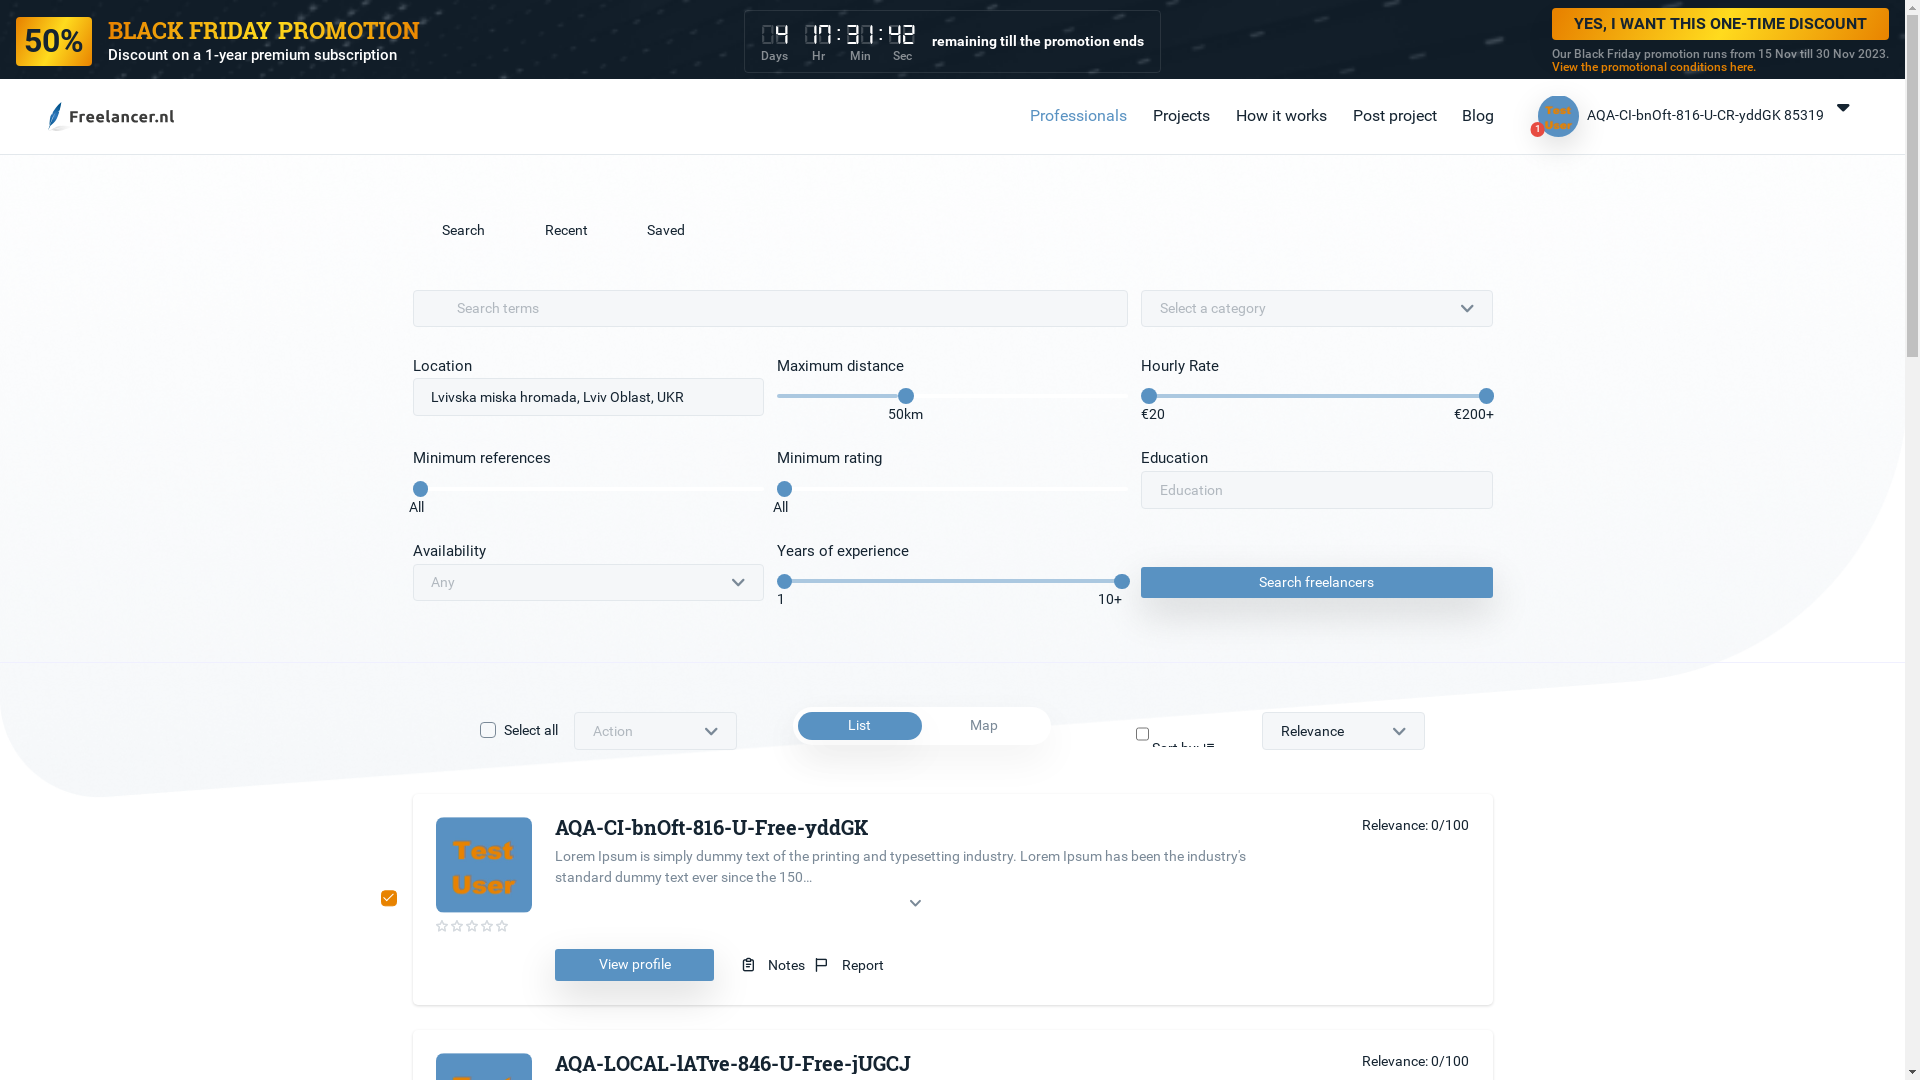 50%
BLACK FRIDAY PROMOTION
Discount on a 1-year premium subscription
4 17:31:42
Days Hr Min Sec
remaining till the promotion ends
YES, I WANT THIS ONE-TIME DISCOUNT
Our Black Friday promotion runs from 15 Nov till 30 Nov 2023.
View the promotional conditions here.
Freelancer.nl
Professionals Projects How it works Post project Blog
Test User
1
AQA-CI-bnOft-816-U-CR-yddGK 85319
Search Recent Saved
Search terms
Select a category
Location
Lvivska miska hromada, Lviv Oblast, UKR
Maximum distance
50km
Hourly Rate
€20 €200+
Minimum references
All
Minimum rating
All
Education
Education
Availability
Any
Years of experience
1 10+
Search freelancers
Select all
Action
List Map
Sort by:
Relevance
Test
User
AQA-CI-bnOft-816-U-Free-yddGK
Relevance: 0/100
Lorem Ipsum is simply dummy text of the printing and typesetting industry. Lorem Ipsum has been the industry's
standard dummy text ever since the 150...
View profile Notes Report
AQA-LOCAL-lATve-846-U-Free-jUGCJ
Relevance: 0/100